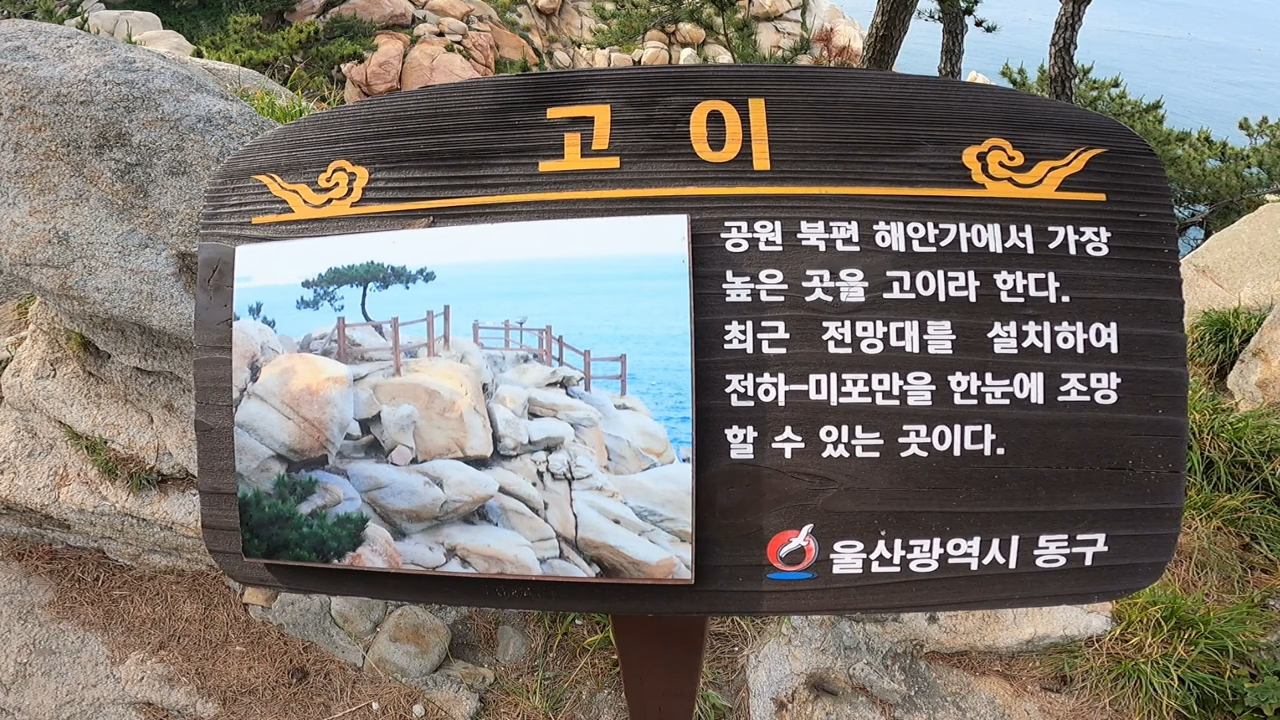 고이
공원 북편 해안가에서 가장
높은 곳을 고이라 한다.
최근 전망대를 설치하여
전하-미포만을 한눈에 조망
할 수 있는 곳이다.
울산광역시 동구